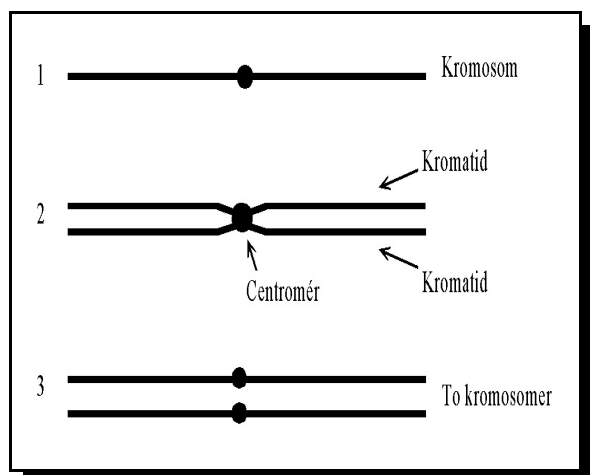 1 Kromosom
Kromatid
2
Centromér
Kromatid
3
To kromosomer